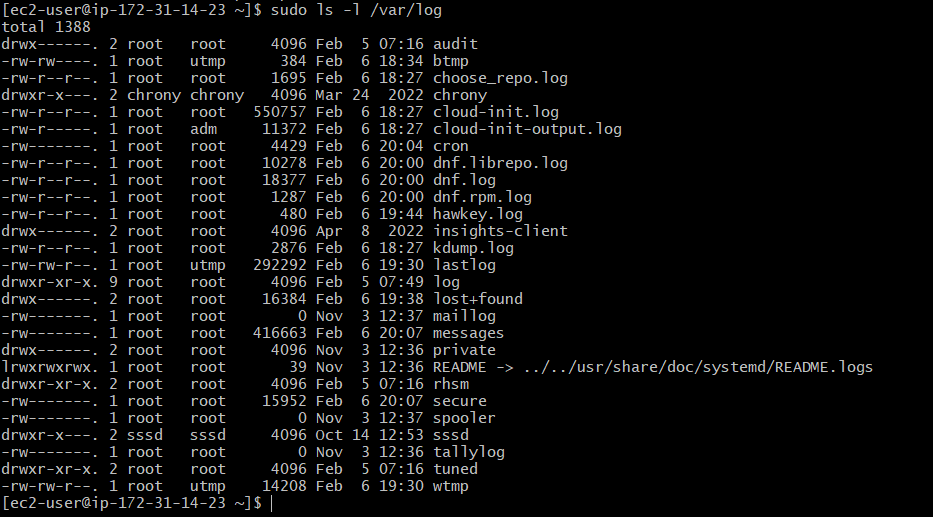 [ec2-user@ip-172-31-14-23 ~]$ sudo ls -l /var/log
total 1388
drwx------. 2 root   root     4096 Feb  5 07:16 audit
-rw-rw----. 1 root   utmp      384 Feb  6 18:34 btmp
-rw-r--r--. 1 root   root     1695 Feb  6 18:27 choose_repo.log
drwxr-x---. 2 chrony chrony   4096 Mar 24  2022 chrony
-rw-r--r--. 1 root   root   550757 Feb  6 18:27 cloud-init.log
-rw-r-----. 1 root   adm     11372 Feb  6 18:27 cloud-init-output.log
-rw-------. 1 root   root     4429 Feb  6 20:04 cron
-rw-r--r--. 1 root   root    10278 Feb  6 20:00 dnf.librepo.log
-rw-r--r--. 1 root   root    18377 Feb  6 20:00 dnf.log
-rw-r--r--. 1 root   root     1287 Feb  6 20:00 dnf.rpm.log
-rw-r--r--. 1 root   root      480 Feb  6 19:44 hawkey.log
drwx------. 2 root   root     4096 Apr  8  2022 insights-client
-rw-r--r--. 1 root   root     2876 Feb  6 18:27 kdump.log
-rw-rw-r--. 1 root   utmp   292292 Feb  6 19:30 lastlog
drwxr-xr-x. 9 root   root     4096 Feb  5 07:49 log
drwx------. 2 root   root    16384 Feb  6 19:38 lost+found
-rw-------. 1 root   root        0 Nov  3 12:37 maillog
-rw-------. 1 root   root   416663 Feb  6 20:07 messages
drwx------. 2 root   root     4096 Nov  3 12:36 private
lrwxrwxrwx. 1 root   root       39 Nov  3 12:36 README -> ../../usr/share/doc/systemd/README.logs
drwxr-xr-x. 2 root   root     4096 Feb  5 07:16 rhsm
-rw-------. 1 root   root    15952 Feb  6 20:07 secure
-rw-------. 1 root   root        0 Nov  3 12:37 spooler
drwxr-x---. 2 sssd   sssd     4096 Oct 14 12:53 sssd
-rw-------. 1 root   root        0 Nov  3 12:36 tallylog
drwxr-xr-x. 2 root   root     4096 Feb  5 07:16 tuned
-rw-rw-r--. 1 root   utmp    14208 Feb  6 19:30 wtmp
[ec2-user@ip-172-31-14-23 ~]$